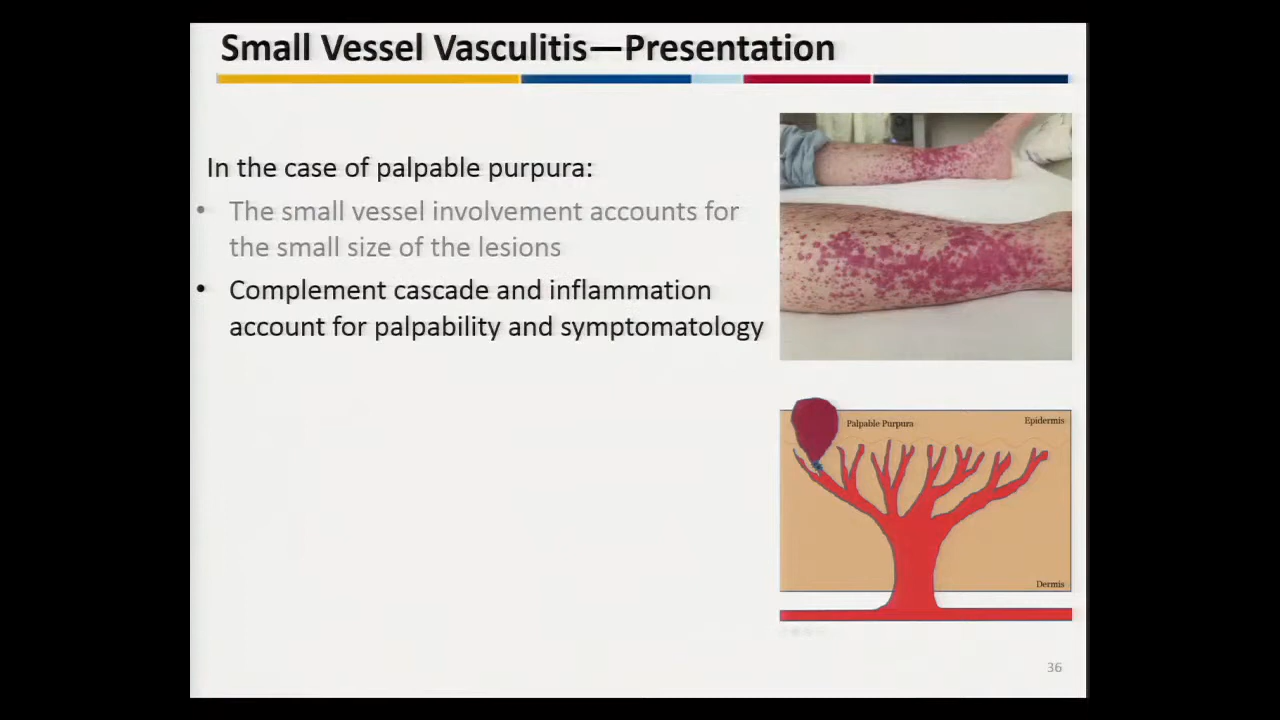 Small Vessel Vasculitis—Presentation
In the case of palpable purpura:
• The small vessel involvement accounts for
the small size of the lesions
• Complement cascade and inflammation
account for palpability and symptomatology
Palpable Purpura
Epidermis
Dermis
36